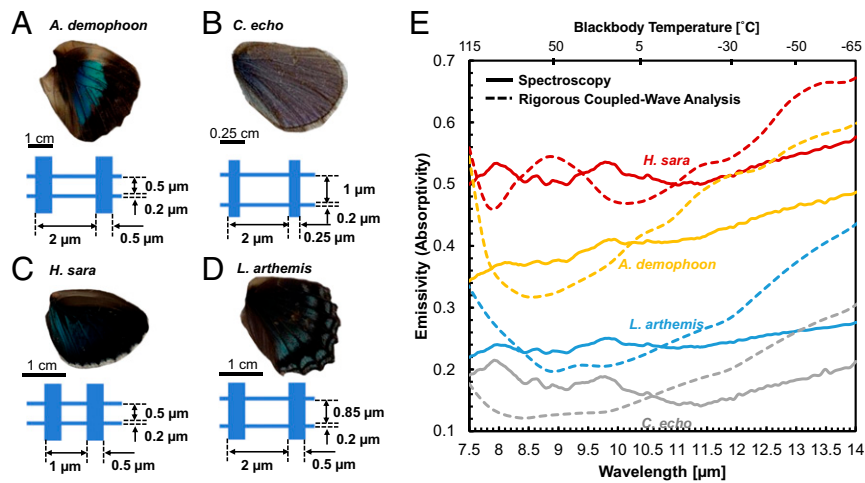 A
A. demophoon
1 cm
0.5 µm
0.2 µm
2 µm
0.5 µm
B
C. echo
0.25 cm
1 µm
0.2 µm
2 µm
0.25 µm
C
H. sara
1 cm
0.5 µm
0.2 µm
1 µm
0.5 µm
D
L. arthemis
1 cm
0.85 µm
0.2 µm
2 µm
0.5 µm
E
Blackbody Temperature [˚C]
115 50 5 -30 -50 -65
Spectroscopy
Rigorous Coupled-Wave Analysis
H. sara
A. demophoon
L. arthemis
C. echo
Emissivity (Absorptivity)
0.7
0.6
0.5
0.4
0.3
0.2
0.1
7.5 8 8.5 9 9.5 10 10.5 11 11.5 12 12.5 13 13.5 14
Wavelength [µm]